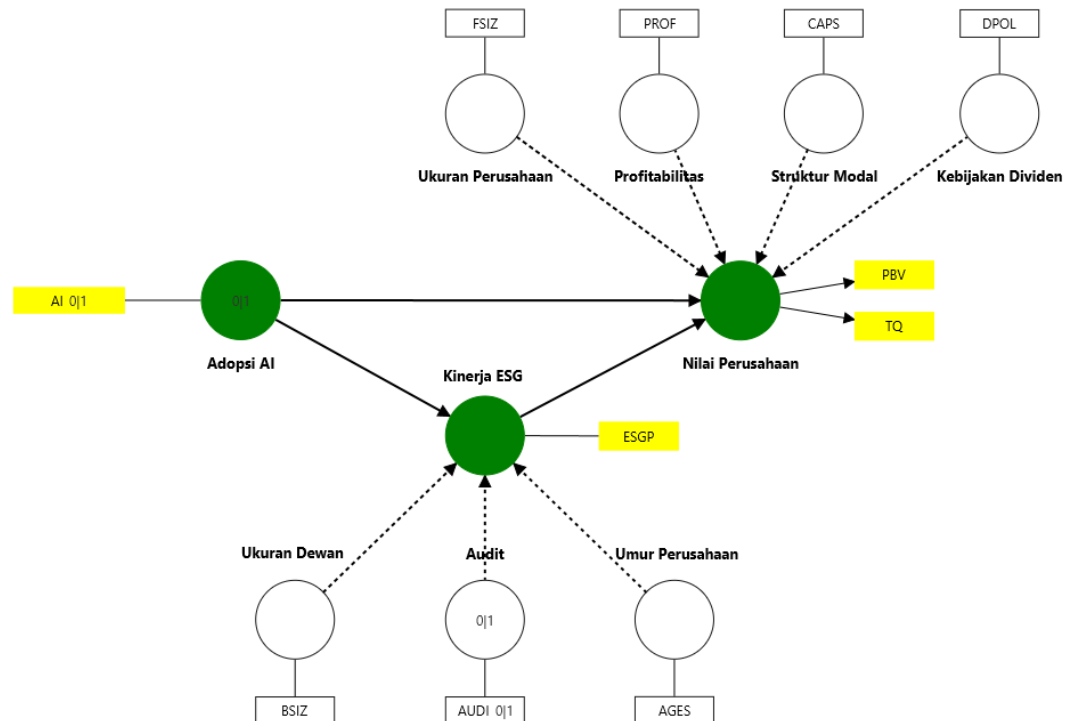 FSIZ
PROF
CAPS
DPOL
Ukuran Perusahaan
Profitabilitas
Struktur Modal
Kebijakan Dividen
AI 0|1
0|1
PBV
TQ
Adopsi AI
Nilai Perusahaan
Kinerja ESG
ESGP
Ukuran Dewan
Audit
Umur Perusahaan
0|1
BSIZ
AUDI 0|1
AGES